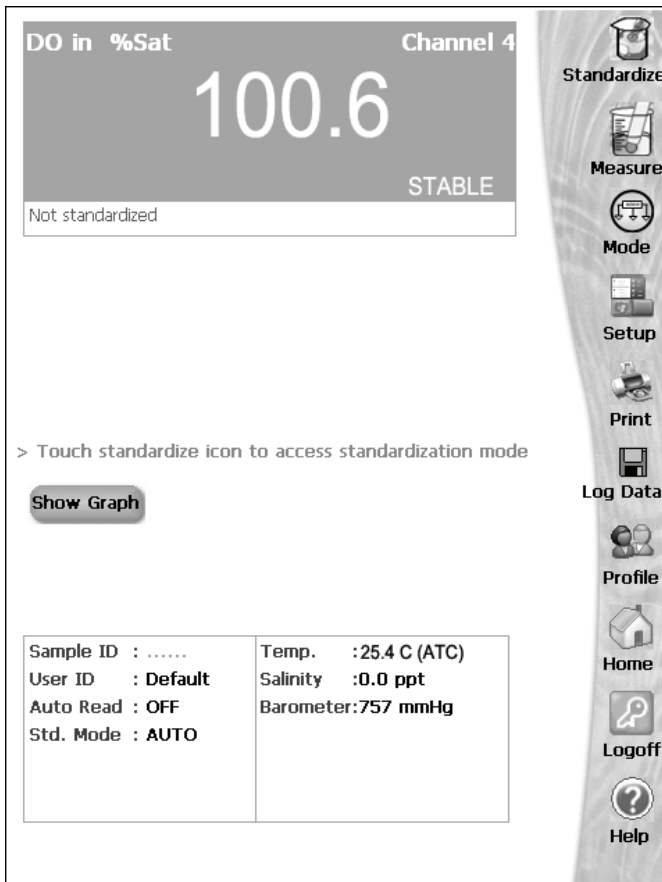 DO in %Sat Channel 4
100.6
STABLE
Not standardized
> Touch standardize icon to access standardization mode
Show Graph
Sample ID : ......
User ID : Default
Auto Read : OFF
Std. Mode : AUTO
Temp. :25.4 C (ATC)
Salinity :0.0 ppt
Barometer:757 mmHg
Standardize
Measure
Mode
Setup
Print
Log Data
Profile
Home
Logoff
?
Help